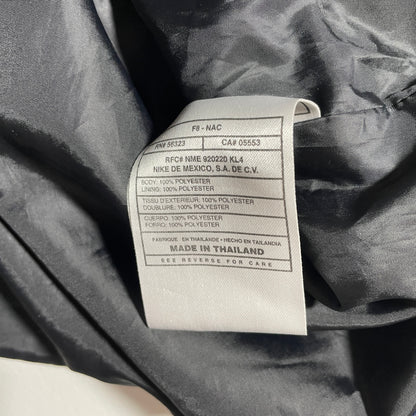 F8 - NAC
RN# 56323 CA# 05553
RFC# NME 920220 KL4
NIKE DE MEXICO, S.A. DE C.V.
BODY: 100% POLYESTER
LINING: 100% POLYESTER
TISSU D'EXTERIEUR: 100% POLYESTER
DOUBLURE: 100% POLYESTER
CUERPO: 100% POLYESTER
FORRO: 100% POLYESTER
FABRIQUE EN THAILANDE • HECHO EN TAILANDIA
MADE IN THAILAND
SEE REVERSE FOR CARE